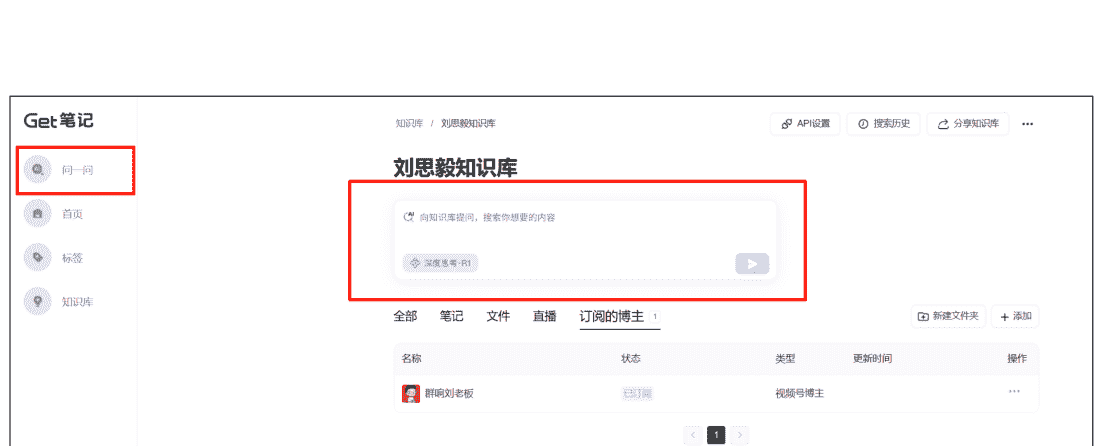 Get笔记
问一问
首页
标签
知识库
知识库 / 刘思毅知识库
API设置
搜索历史
分享知识库
刘思毅知识库
向知识库提问，搜索你想要的内容
深度思考-R1
全部 笔记 文件 直播 订阅的博主 1
新建文件夹
+ 添加
名称 状态 类型 更新时间 操作
群响刘老板 已订阅 视频号博主
1